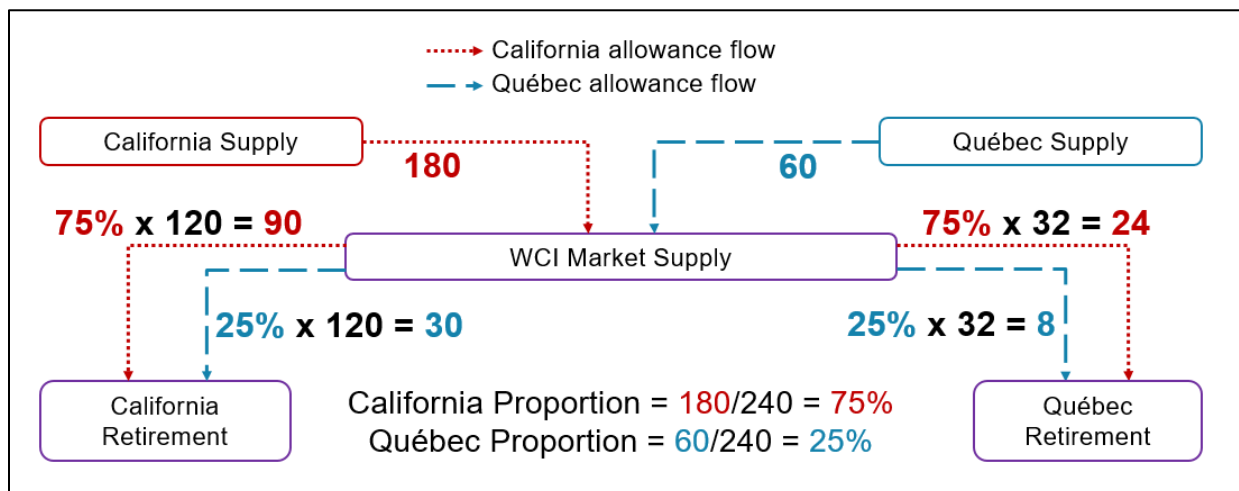 California allowance flow
Québec allowance flow
California Supply
Québec Supply
180
60
75% x 120 = 90
75% x 32 = 24
WCI Market Supply
25% x 120 = 30
25% x 32 = 8
California
Retirement
California Proportion = 180/240 = 75%
Québec Proportion = 60/240 = 25%
Québec
Retirement